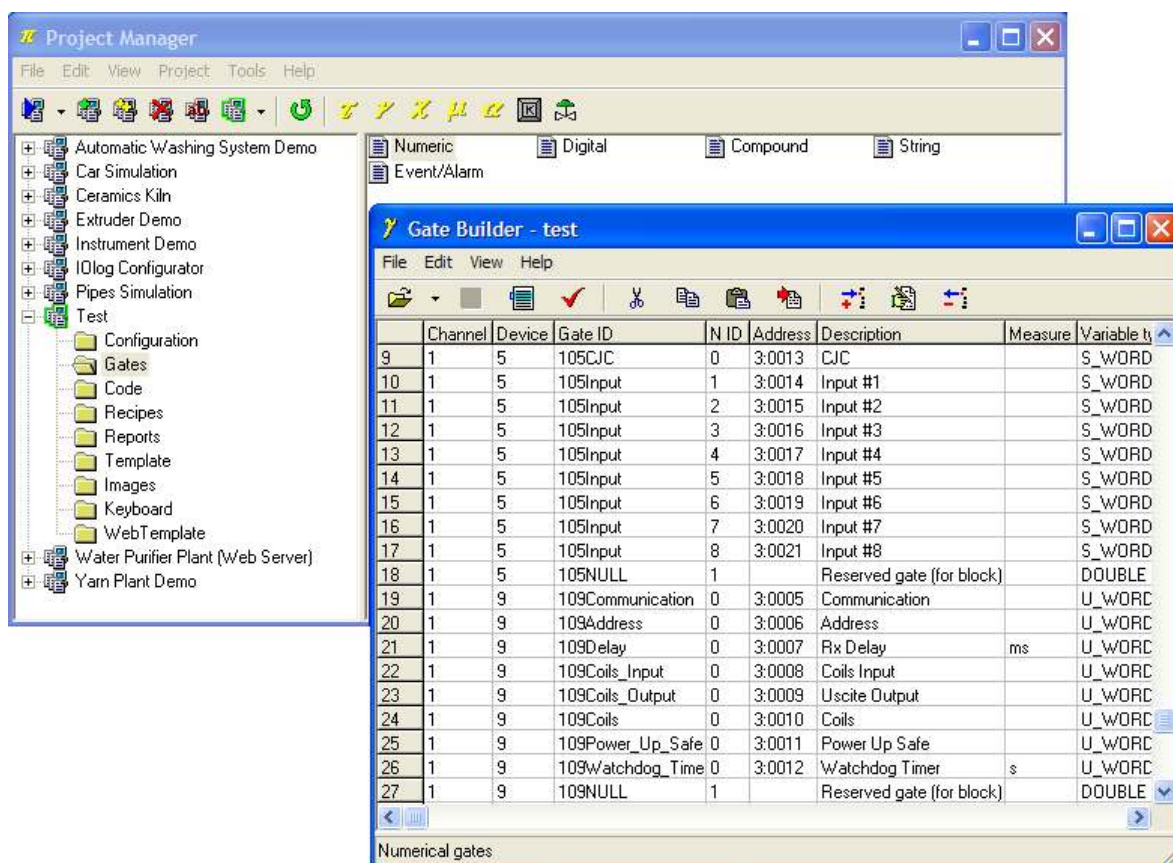 Project Manager
File Edit View Project Tools Help
Automatic Washing System Demo
Car Simulation
Ceramics Kiln
Extruder Demo
Instrument Demo
IOlog Configurator
Pipes Simulation
Test
Configuration
Gates
Code
Recipes
Reports
Template
Images
Keyboard
WebTemplate
Water Purifier Plant (Web Server)
Yarn Plant Demo
Numeric Digital Compound String
Event/Alarm
Gate Builder - test
File Edit View Help
Channel Device Gate ID N ID Address Description Measure Variable ty
9 1 5 105CJC 0 3:0013 CJC S_WORD
10 1 5 105Input 1 3:0014 Input #1 S_WORD
11 1 5 105Input 2 3:0015 Input #2 S_WORD
12 1 5 105Input 3 3:0016 Input #3 S_WORD
13 1 5 105Input 4 3:0017 Input #4 S_WORD
14 1 5 105Input 5 3:0018 Input #5 S_WORD
15 1 5 105Input 6 3:0019 Input #6 S_WORD
16 1 5 105Input 7 3:0020 Input #7 S_WORD
17 1 5 105Input 8 3:0021 Input #8 S_WORD
18 1 5 105NULL 1 Reserved gate (for block) DOUBLE
19 1 9 109Communication 0 3:0005 Communication U_WORD
20 1 9 109Address 0 3:0006 Address U_WORD
21 1 9 109Delay 0 3:0007 Rx Delay ms U_WORD
22 1 9 109Coils_Input 0 3:0008 Coils Input U_WORD
23 1 9 109Coils_Output 0 3:0009 Uscite Output U_WORD
24 1 9 109Coils 0 3:0010 Coils U_WORD
25 1 9 109Power_Up_Safe 0 3:0011 Power Up Safe U_WORD
26 1 9 109Watchdog_Time 0 3:0012 Watchdog Timer s U_WORD
27 1 9 109NULL 1 Reserved gate (for block) DOUBLE
Numerical gates